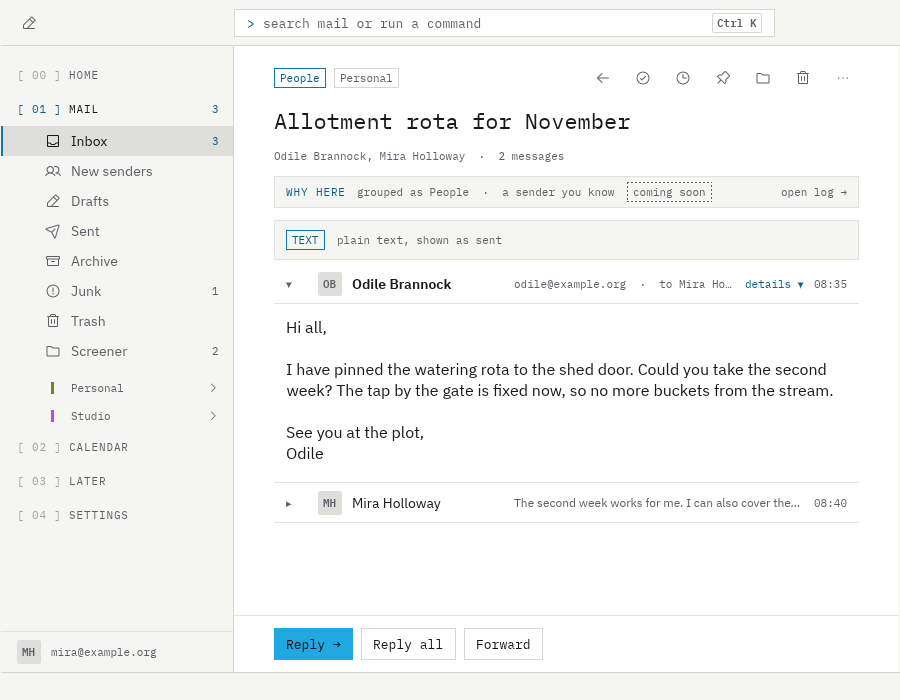 > search mail or run a command Ctrl K
[ 00 ] HOME
[ 01 ] MAIL 3
Inbox 3
New senders
Drafts
Sent
Archive
Junk 1
Trash
Screener 2
Personal
Studio
[ 02 ] CALENDAR
[ 03 ] LATER
[ 04 ] SETTINGS
MH mira@example.org
People Personal
Allotment rota for November
Odile Brannock, Mira Holloway · 2 messages
WHY HERE grouped as People · a sender you know coming soon open log →
TEXT plain text, shown as sent
▾ OB Odile Brannock odile@example.org · to Mira Ho… details ▾ 08:35
Hi all,
I have pinned the watering rota to the shed door. Could you take the second
week? The tap by the gate is fixed now, so no more buckets from the stream.
See you at the plot,
Odile
▸ MH Mira Holloway The second week works for me. I can also cover the… 08:40
Reply → Reply all Forward